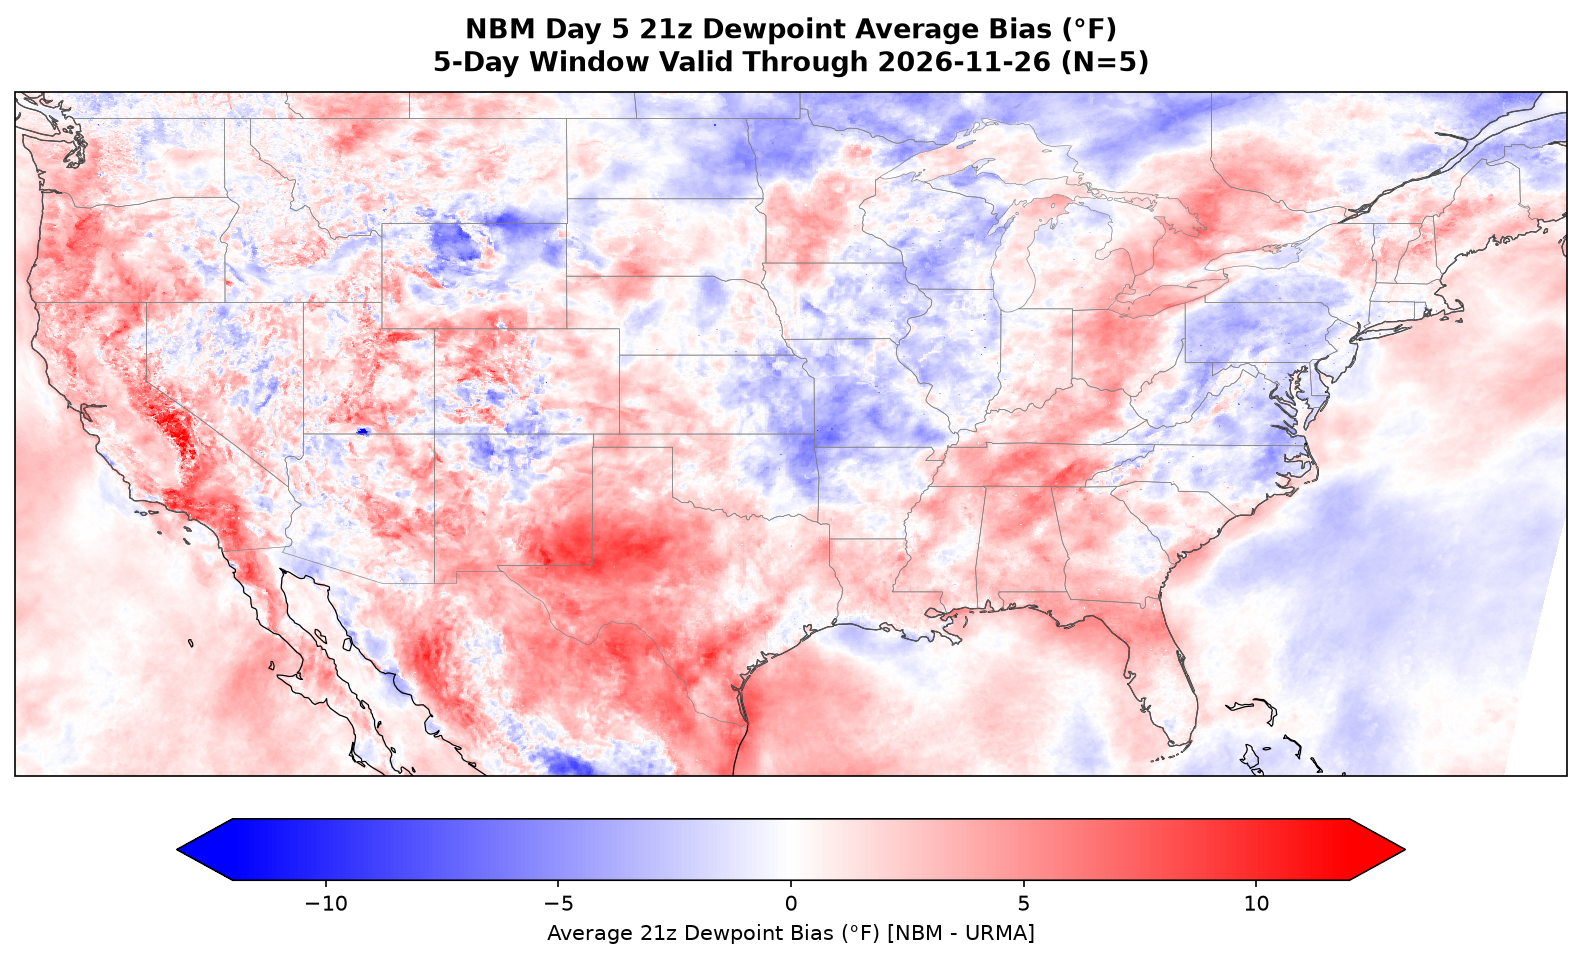 NBM Day 5 21z Dewpoint Average Bias (°F)
5-Day Window Valid Through 2026-11-26 (N=5)
−10 −5 0 5 10
Average 21z Dewpoint Bias (°F) [NBM - URMA]